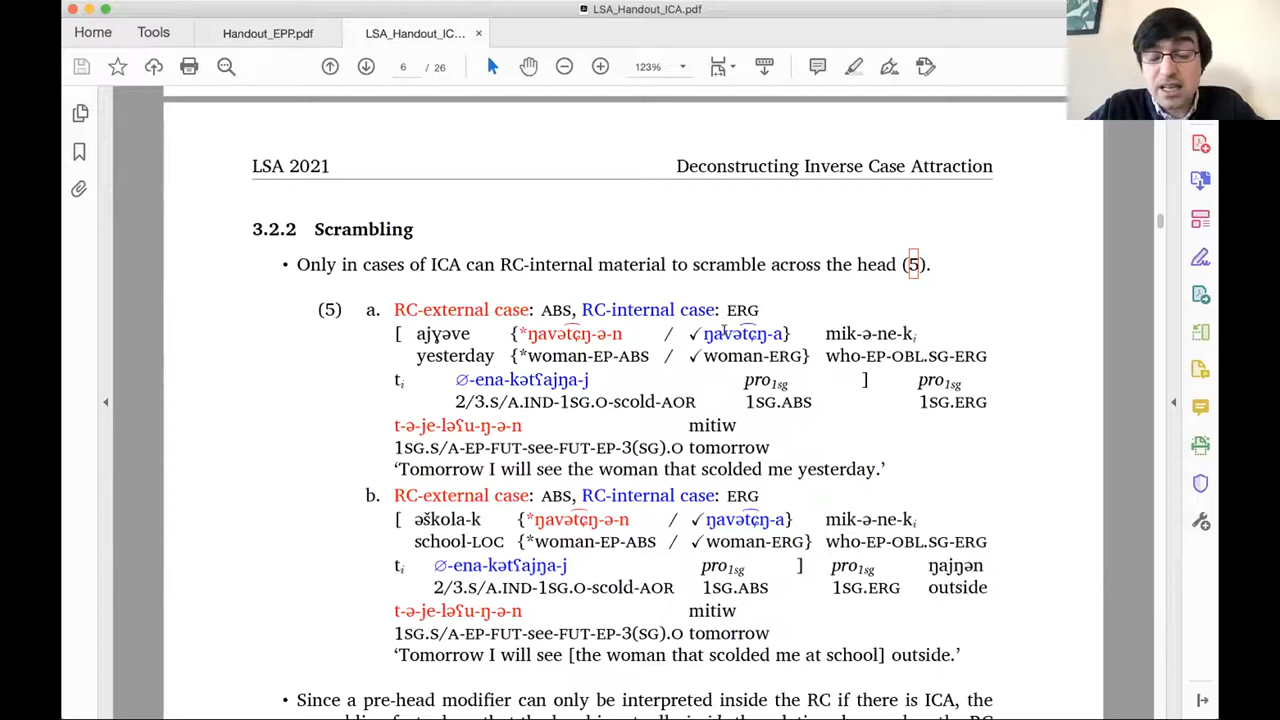 LSA_Handout_ICA.pdf
Home Tools Handout_EPP.pdf LSA_Handout_IC... ×
6 / 26 123%
LSA 2021 Deconstructing Inverse Case Attraction
3.2.2 Scrambling
• Only in cases of ICA can RC-internal material to scramble across the head (5).
(5) a. RC-external case: ABS, RC-internal case: ERG
[ ajɣəve {*ŋavət͡ɕŋ-ə-n / ✓ŋavət͡ɕŋ-a} mik-ə-ne-kᵢ
yesterday {*woman-EP-ABS / ✓woman-ERG} who-EP-OBL.SG-ERG
tᵢ ∅-ena-kətʕajŋa-j pro1sg ] pro1sg
2/3.S/A.IND-1SG.O-scold-AOR 1SG.ABS 1SG.ERG
t-ə-je-ləʕu-ŋ-ə-n mitiw
1SG.S/A-EP-FUT-see-FUT-EP-3(SG).O tomorrow
‘Tomorrow I will see the woman that scolded me yesterday.’
b. RC-external case: ABS, RC-internal case: ERG
[ əškola-k {*ŋavət͡ɕŋ-ə-n / ✓ŋavət͡ɕŋ-a} mik-ə-ne-kᵢ
school-LOC {*woman-EP-ABS / ✓woman-ERG} who-EP-OBL.SG-ERG
tᵢ ∅-ena-kətʕajŋa-j pro1sg ] pro1sg ŋajŋən
2/3.S/A.IND-1SG.O-scold-AOR 1SG.ABS 1SG.ERG outside
t-ə-je-ləʕu-ŋ-ə-n mitiw
1SG.S/A-EP-FUT-see-FUT-EP-3(SG).O tomorrow
‘Tomorrow I will see [the woman that scolded me at school] outside.’
• Since a pre-head modifier can only be interpreted inside the RC if there is ICA, the